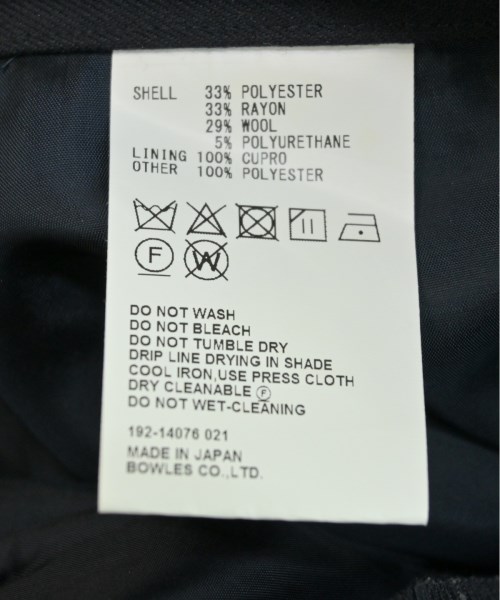 SHELL 33% POLYESTER
33% RAYON
29% WOOL
5% POLYURETHANE
LINING 100% CUPRO
OTHER 100% POLYESTER
F W
DO NOT WASH
DO NOT BLEACH
DO NOT TUMBLE DRY
DRIP LINE DRYING IN SHADE
COOL IRON,USE PRESS CLOTH
DRY CLEANABLE Ⓕ
DO NOT WET-CLEANING
192-14076 021
MADE IN JAPAN
BOWLES CO.,LTD.